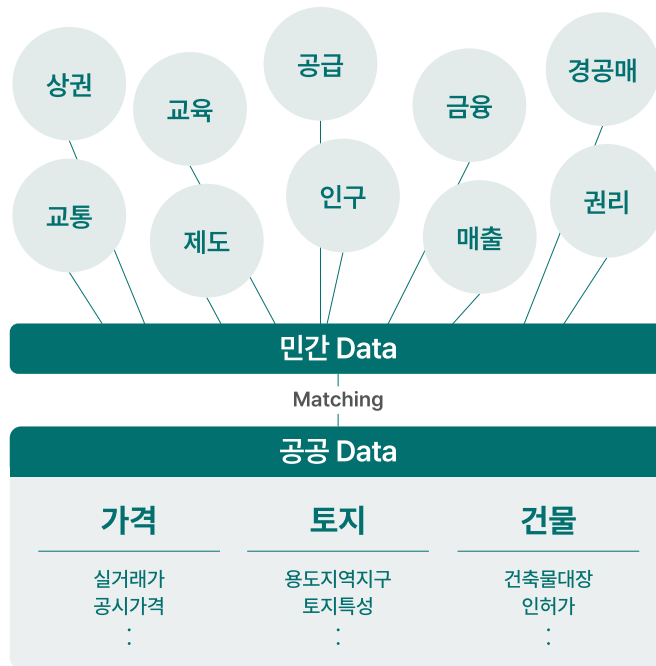 상권
교육
공급
금융
경공매
교통
제도
인구
매출
권리
민간 Data
Matching
공공 Data
가격
토지
건물
실거래가
공시가격
:
용도지역지구
토지특성
:
건축물대장
인허가
: